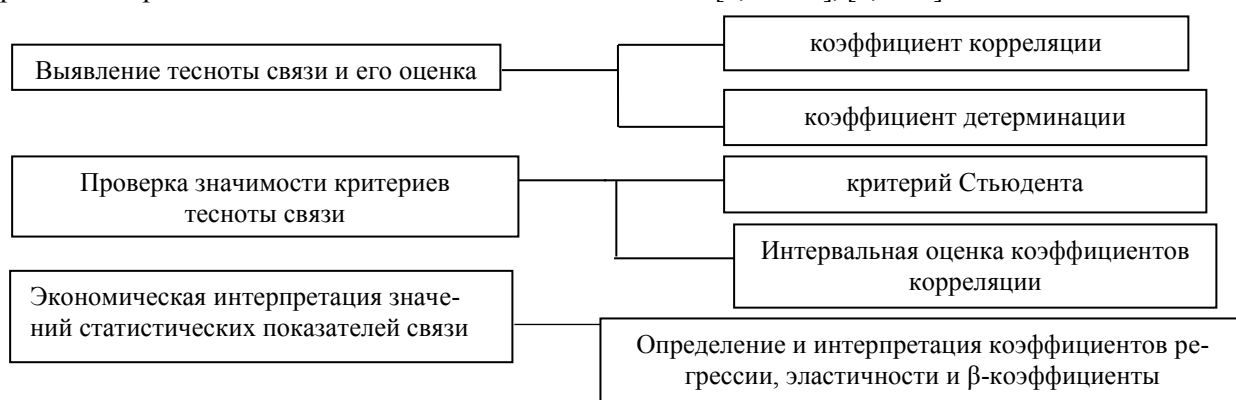 коэффициент корреляции
Выявление тесноты связи и его оценка
коэффициент детерминации
Проверка значимости критериев
тесноты связи
критерий Стьюдента
Интервальная оценка коэффициентов
корреляции
Экономическая интерпретация значе-
ний статистических показателей связи
Определение и интерпретация коэффициентов ре-
грессии, эластичности и β-коэффициенты